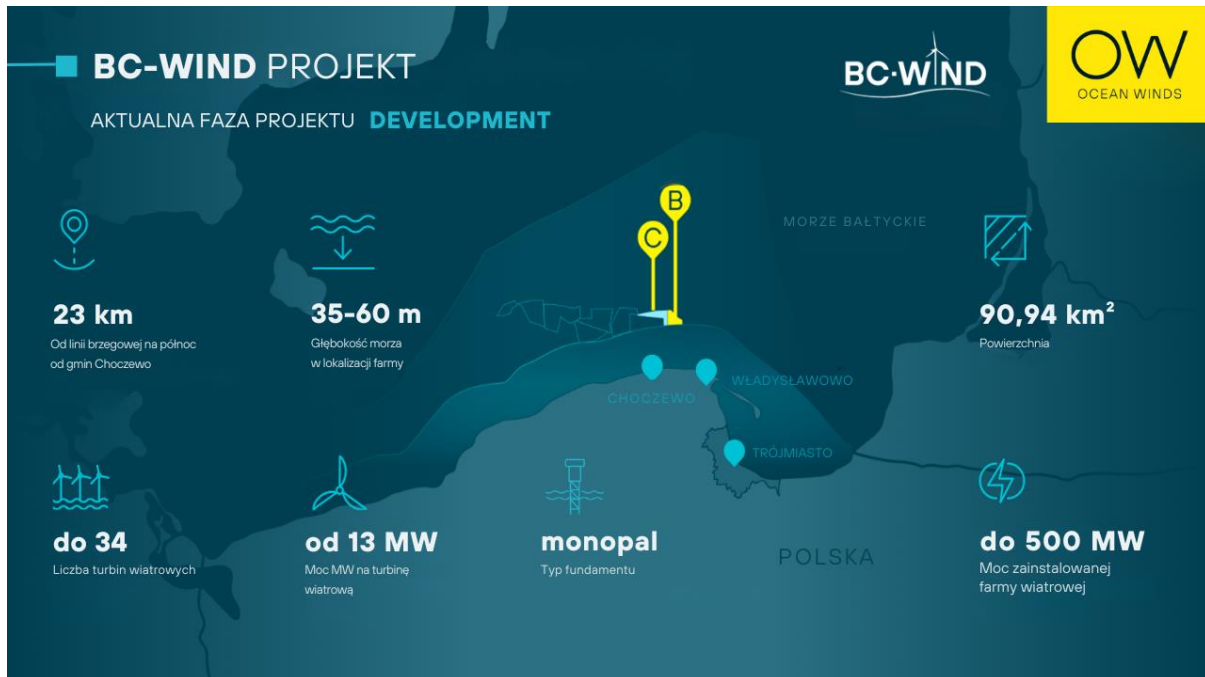 BC-WIND PROJEKT
AKTUALNA FAZA PROJEKTU DEVELOPMENT
BC·WIND
OW
OCEAN WINDS
B
C
MORZE BAŁTYCKIE
23 km
Od linii brzegowej na północ
od gmin Choczewo
35-60 m
Głębokość morza
w lokalizacji farmy
90,94 km²
Powierzchnia
WŁADYSŁAWOWO
CHOCZEWO
TRÓJMIASTO
do 34
Liczba turbin wiatrowych
od 13 MW
Moc MW na turbinę
wiatrową
monopal
Typ fundamentu
POLSKA
do 500 MW
Moc zainstalowanej
farmy wiatrowej